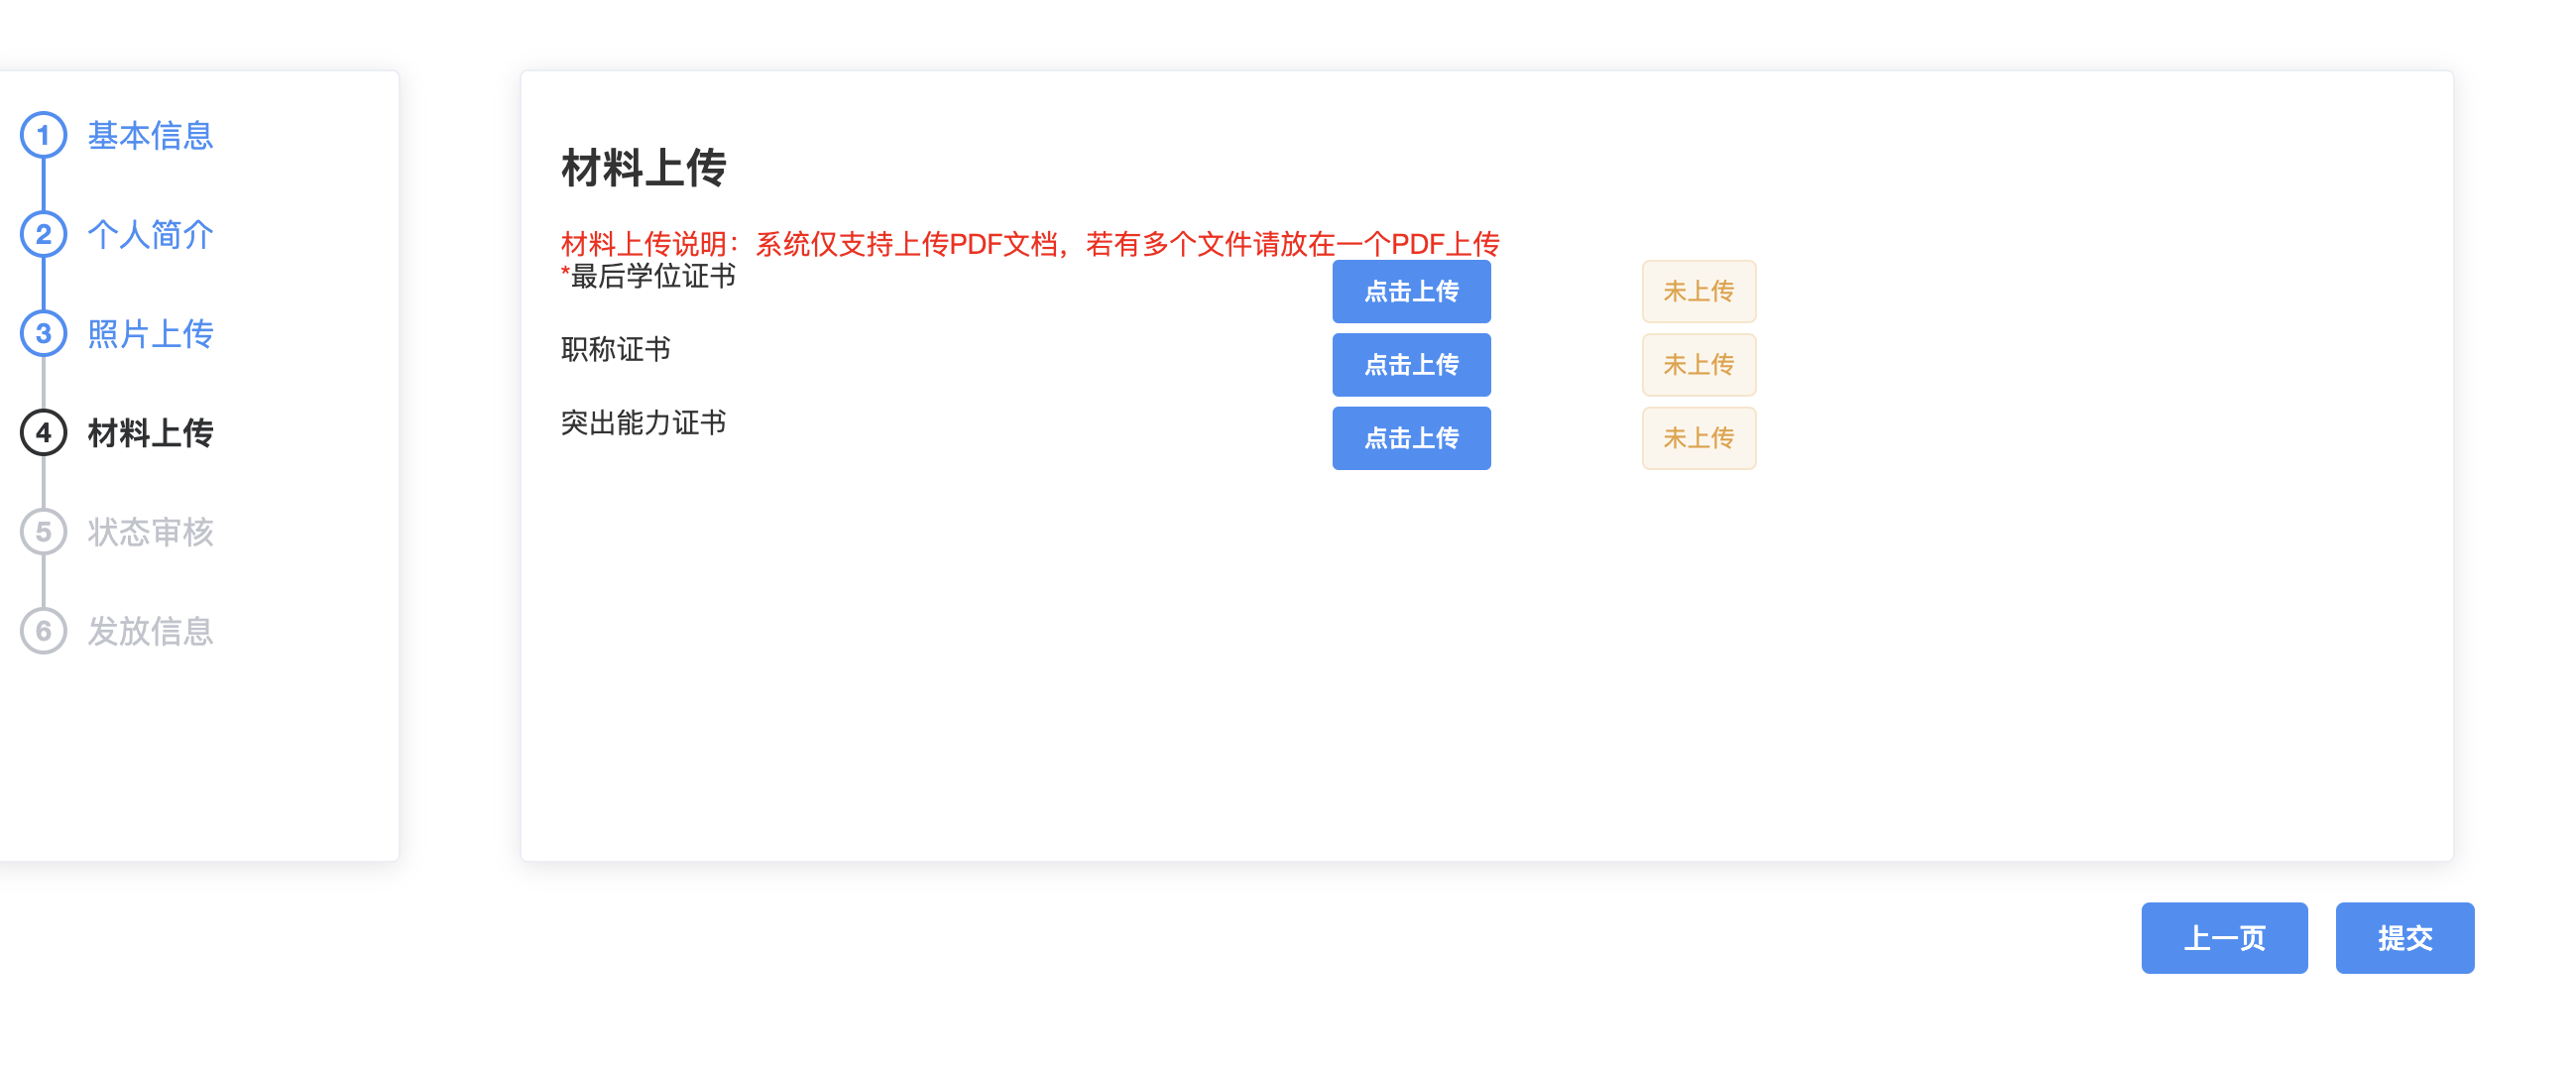 1 基本信息
2 个人简介
3 照片上传
4 材料上传
5 状态审核
6 发放信息
材料上传
材料上传说明：系统仅支持上传PDF文档，若有多个文件请放在一个PDF上传
*最后学位证书 点击上传 未上传
职称证书 点击上传 未上传
突出能力证书 点击上传 未上传
上一页 提交